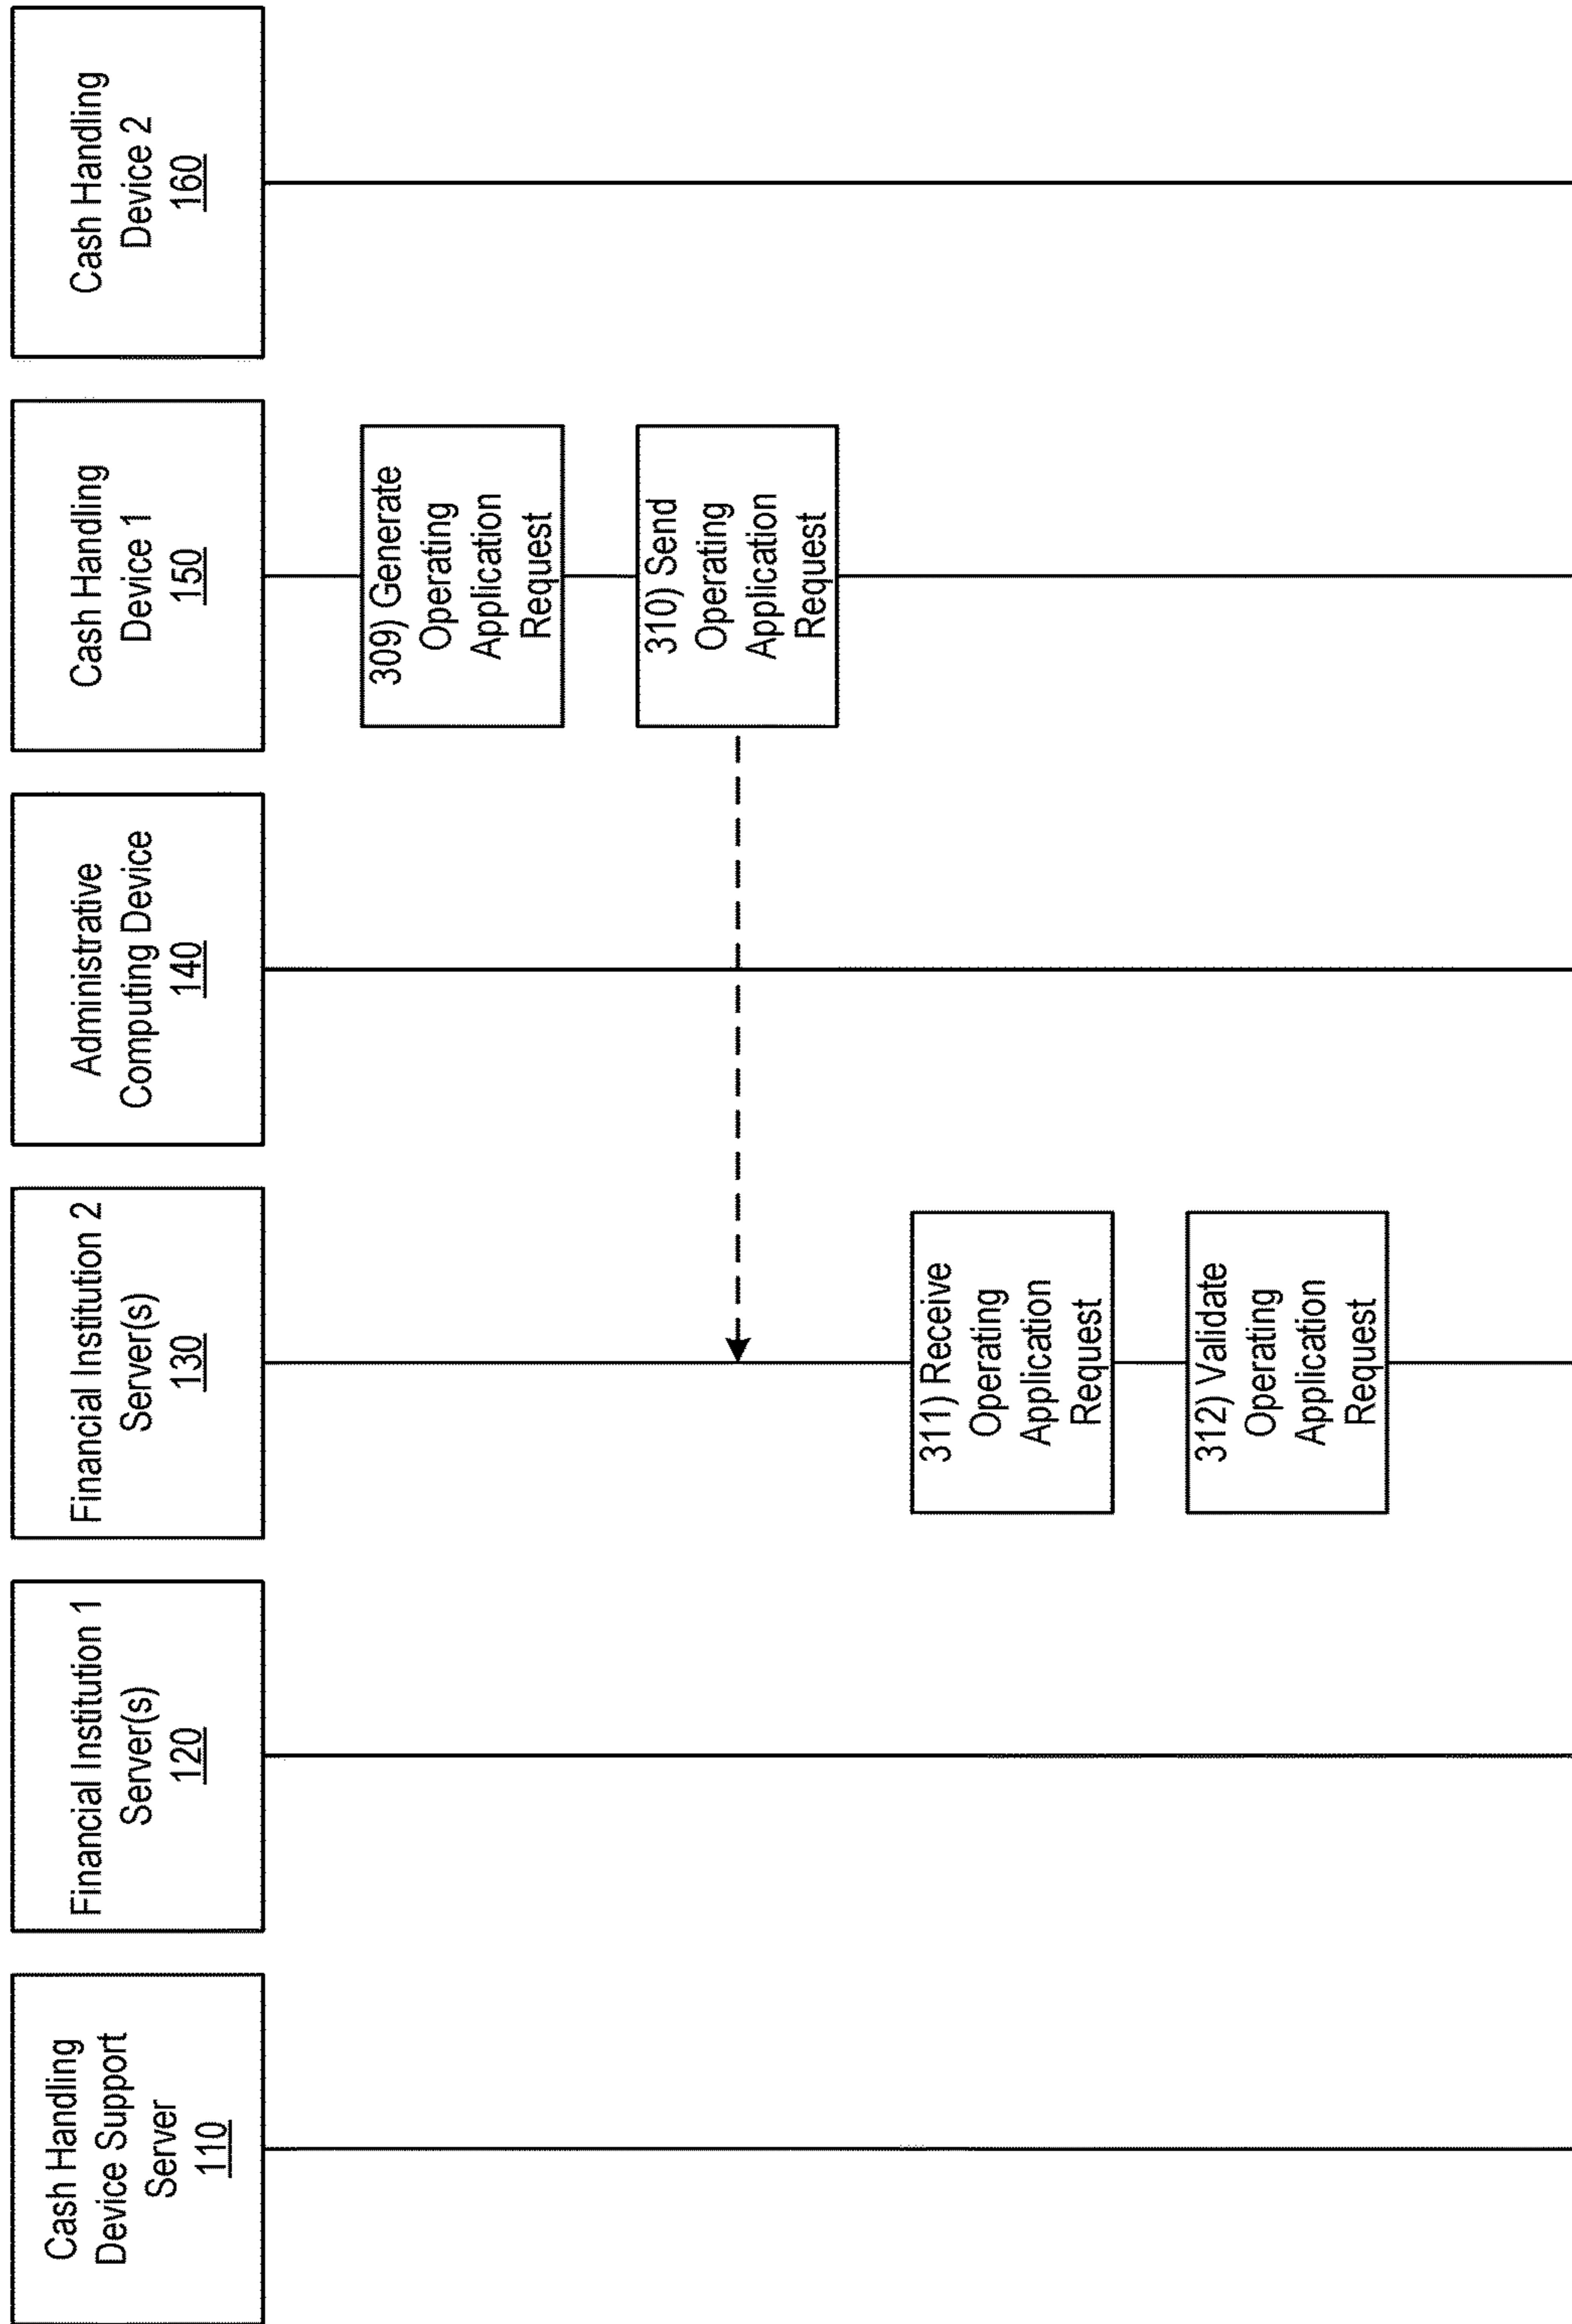 Cash Handling
Device Support
Server
110
Financial Institution 1
Server(s)
120
Financial Institution 2
Server(s)
130
Administrative
Computing Device
140
Cash Handling
Device 1
150
Cash Handling
Device 2
160
309) Generate
Operating
Application
Request
310) Send
Operating
Application
Request
311) Receive
Operating
Application
Request
312) Validate
Operating
Application
Request